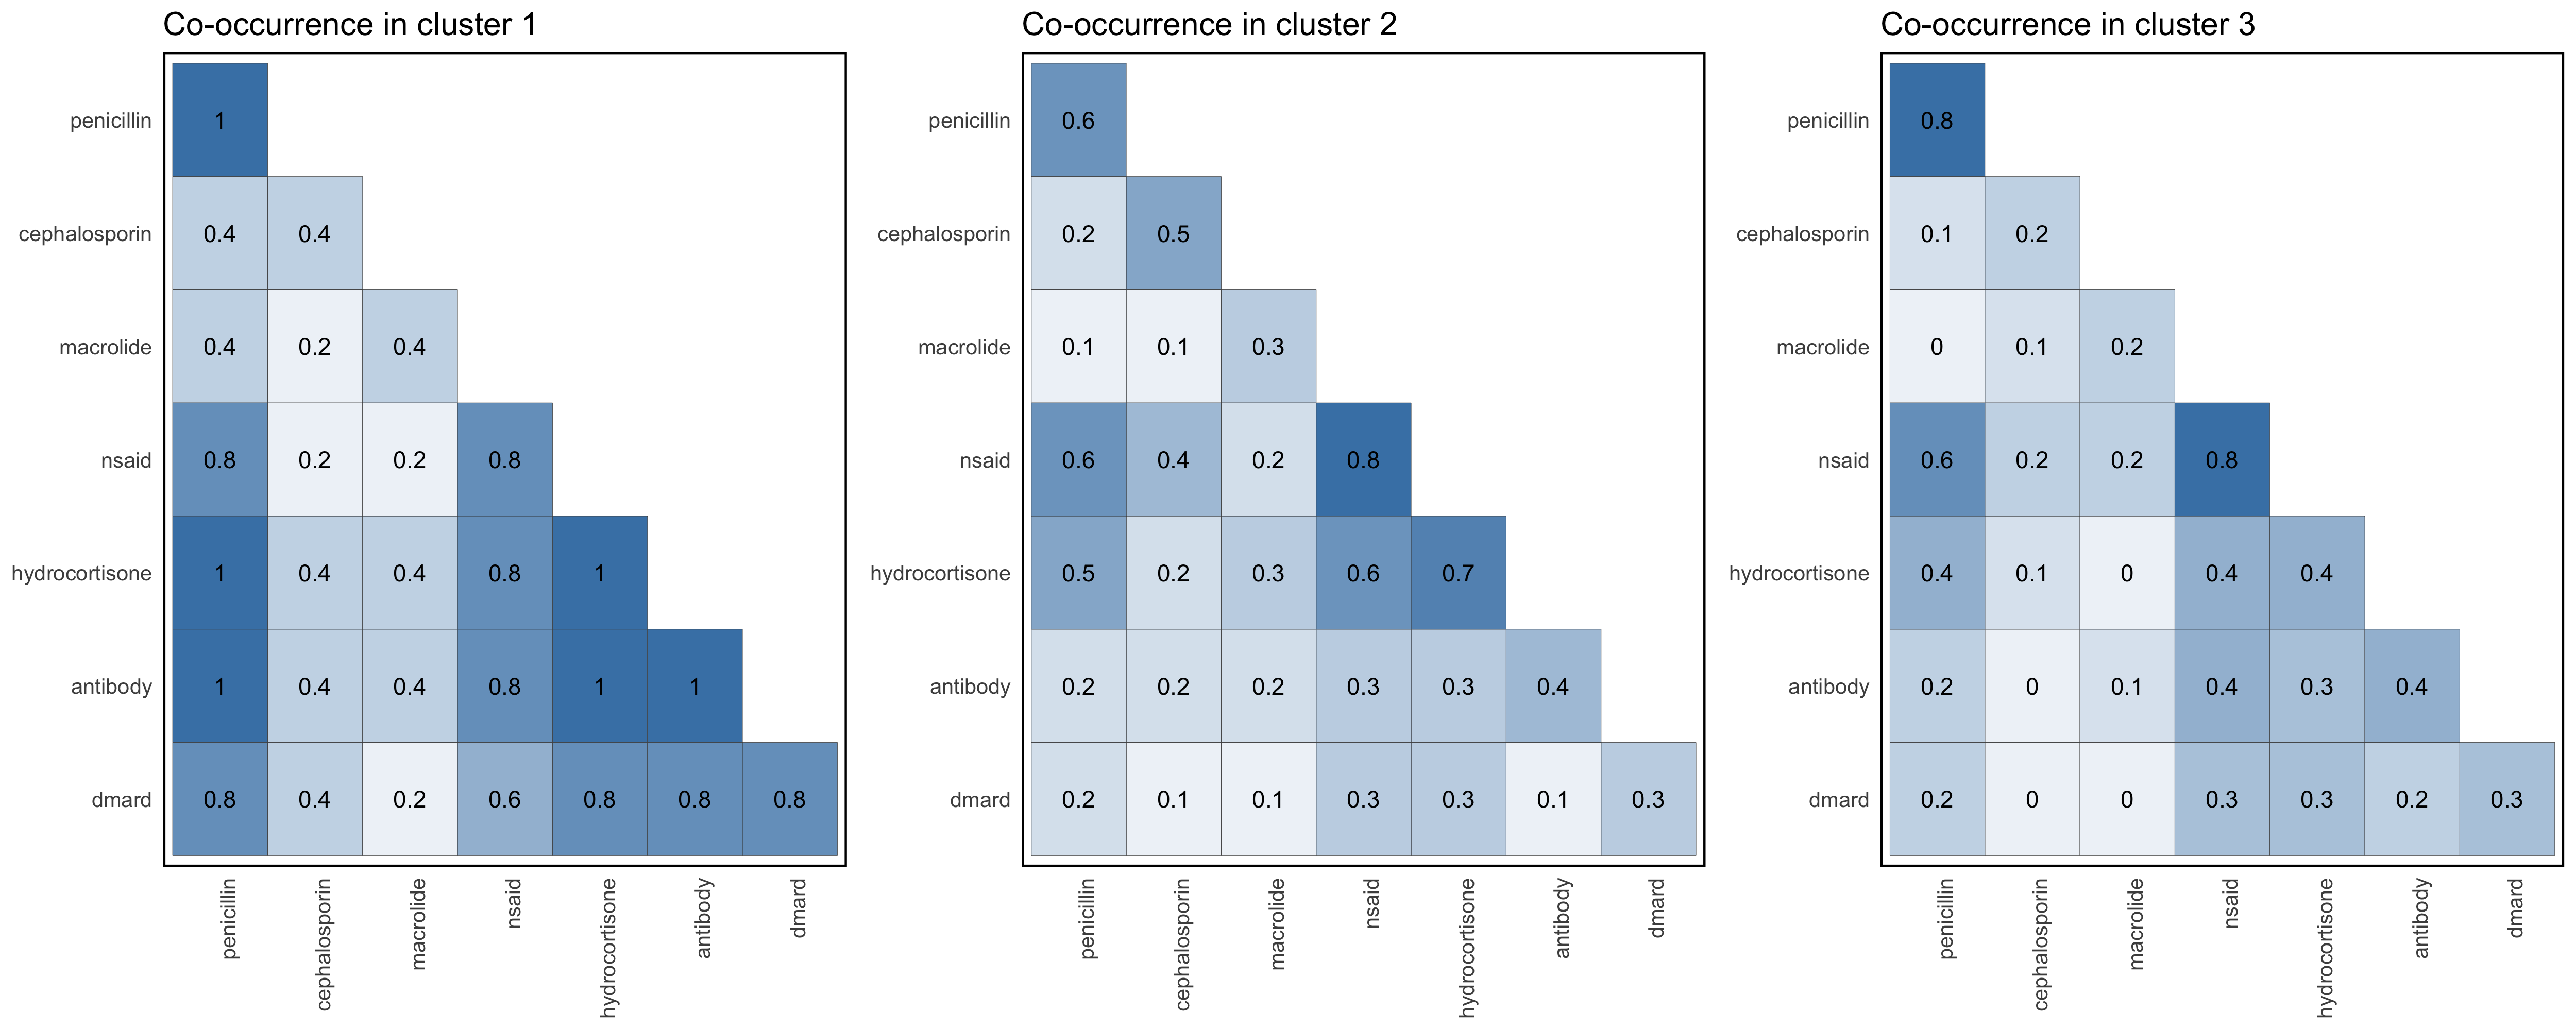 Co-occurrence in cluster 1
penicillin 1
cephalosporin 0.4 0.4
macrolide 0.4 0.2 0.4
nsaid 0.8 0.2 0.2 0.8
hydrocortisone 1 0.4 0.4 0.8 1
antibody 1 0.4 0.4 0.8 1 1
dmard 0.8 0.4 0.2 0.6 0.8 0.8 0.8
penicillin cephalosporin macrolide nsaid hydrocortisone antibody dmard
Co-occurrence in cluster 2
penicillin 0.6
cephalosporin 0.2 0.5
macrolide 0.1 0.1 0.3
nsaid 0.6 0.4 0.2 0.8
hydrocortisone 0.5 0.2 0.3 0.6 0.7
antibody 0.2 0.2 0.2 0.3 0.3 0.4
dmard 0.2 0.1 0.1 0.3 0.3 0.1 0.3
penicillin cephalosporin macrolide nsaid hydrocortisone antibody dmard
Co-occurrence in cluster 3
penicillin 0.8
cephalosporin 0.1 0.2
macrolide 0 0.1 0.2
nsaid 0.6 0.2 0.2 0.8
hydrocortisone 0.4 0.1 0 0.4 0.4
antibody 0.2 0 0.1 0.4 0.3 0.4
dmard 0.2 0 0 0.3 0.3 0.2 0.3
penicillin cephalosporin macrolide nsaid hydrocortisone antibody dmard